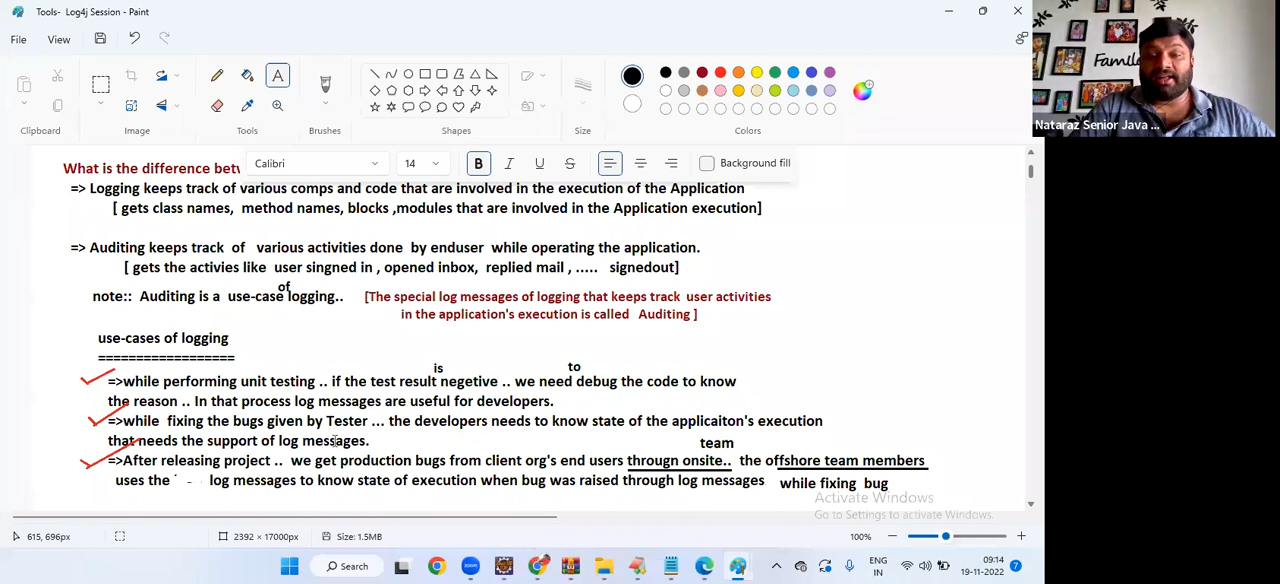 Tools- Log4j Session - Paint
File View
Clipboard Image Tools Brushes Shapes Size Colors
Calibri 14 B I U S Background fill
Nataraz Senior Java ...
What is the difference bet
=> Logging keeps track of various comps and code that are involved in the execution of the Application
[ gets class names, method names, blocks ,modules that are involved in the Application execution]
=> Auditing keeps track of various activities done by enduser while operating the application.
[ gets the activies like user singned in , opened inbox, replied mail , ..... signedout]
of
note:: Auditing is a use-case logging.. [The special log messages of logging that keeps track user activities
in the application's execution is called Auditing ]
use-cases of logging
==================
is to
=>while performing unit testing .. if the test result negetive .. we need debug the code to know
the reason .. In that process log messages are useful for developers.
=>while fixing the bugs given by Tester ... the developers needs to know state of the applicaiton's execution
that needs the support of log messages.
team
=>After releasing project .. we get production bugs from client org's end users througn onsite.. the offshore team members
uses the log messages to know state of execution when bug was raised through log messages while fixing bug
Activate Windows
Go to Settings to activate Windows.
615, 696px 2392 × 17000px Size: 1.5MB 100%
Search ENG IN 09:14 19-11-2022 7